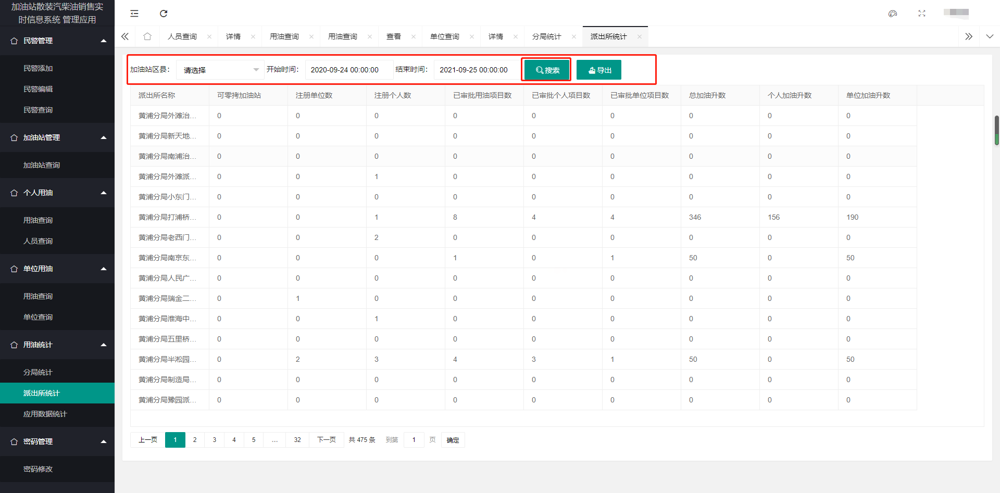 加油站散装汽柴油销售实
时信息系统 管理应用
民警管理
民警添加
民警编辑
民警查询
加油站管理
加油站查询
个人用油
用油查询
人员查询
单位用油
用油查询
单位查询
用油统计
分局统计
派出所统计
应用数据统计
密码管理
密码修改
人员查询 详情 用油查询 用油查询 查看 单位查询 详情 分局统计 派出所统计
加油站区县： 请选择 开始时间： 2020-09-24 00:00:00 结束时间： 2021-09-25 00:00:00 搜索 导出
派出所名称 可零拷加油站 注册单位数 注册个人数 已审批用油项目数 已审批个人项目数 已审批单位项目数 总加油升数 个人加油升数 单位加油升数
黄浦分局外滩治... 0 0 0 0 0 0 0 0 0
黄浦分局新天地... 0 0 0 0 0 0 0 0 0
黄浦分局南浦治... 0 0 0 0 0 0 0 0 0
黄浦分局外滩派... 0 0 1 0 0 0 0 0 0
黄浦分局小东门... 0 0 0 0 0 0 0 0 0
黄浦分局打浦桥... 0 0 1 8 4 4 346 156 190
黄浦分局老西门... 0 0 2 0 0 0 0 0 0
黄浦分局南京东... 0 0 0 1 0 1 50 0 50
黄浦分局人民广... 0 0 0 0 0 0 0 0 0
黄浦分局瑞金二... 0 1 0 0 0 0 0 0 0
黄浦分局淮海中... 0 0 1 0 0 0 0 0 0
黄浦分局五里桥... 0 0 0 0 0 0 0 0 0
黄浦分局半淞园... 0 2 3 4 3 1 50 0 50
黄浦分局制造局... 0 0 0 0 0 0 0 0 0
黄浦分局豫园派... 0 0 0 0 0 0 0 0 0
上一页 1 2 3 4 5 ... 32 下一页 共 475 条 到第 1 页 确定